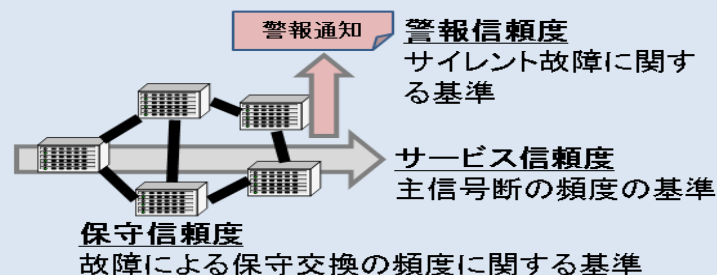 警報通知
警報信頼度
サイレント故障に関す
る基準
サービス信頼度
主信号断の頻度の基準
保守信頼度
故障による保守交換の頻度に関する基準